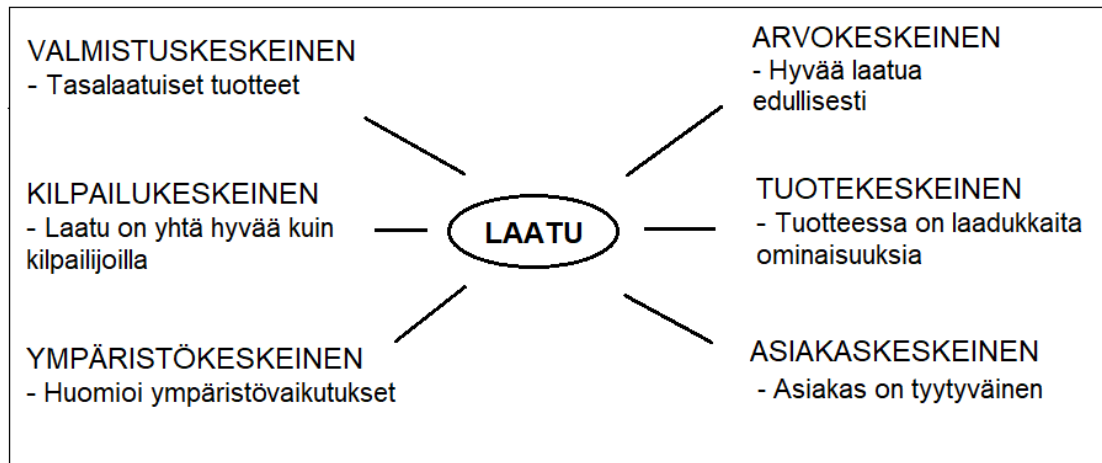 VALMISTUSKESKEINEN
- Tasalaatuiset tuotteet
ARVOKESKEINEN
- Hyvää laatua
edullisesti
KILPAILUKESKEINEN
- Laatu on yhtä hyvää kuin
kilpailijoilla
LAATU
TUOTEKESKEINEN
- Tuotteessa on laadukkaita
ominaisuuksia
YMPÄRISTÖKESKEINEN
- Huomioi ympäristövaikutukset
ASIAKASKESKEINEN
- Asiakas on tyytyväinen